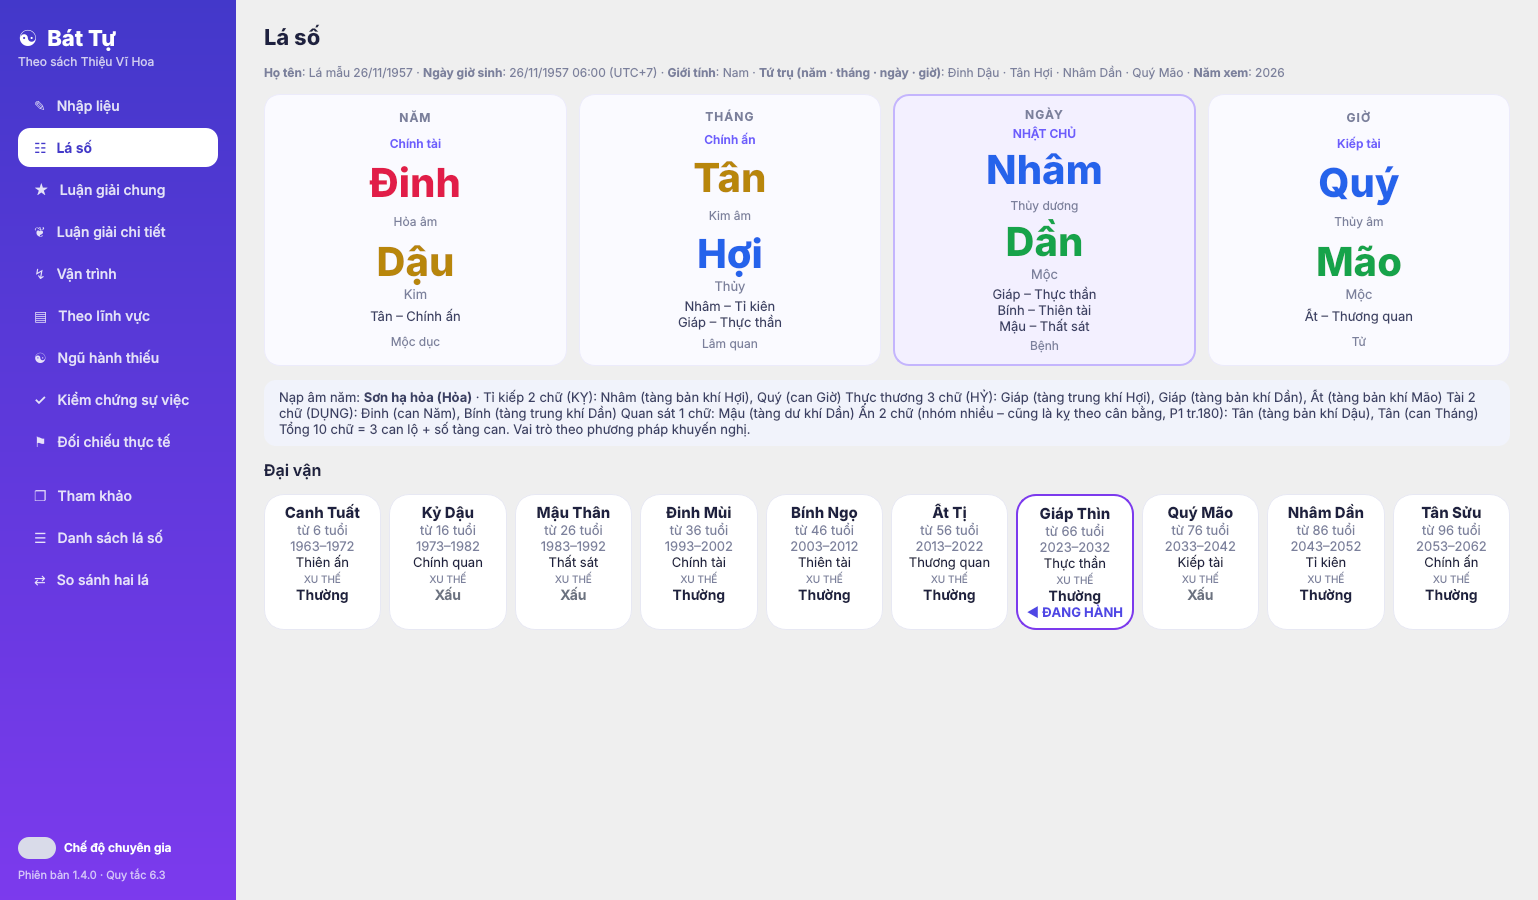 ☯ Bát Tự
Theo sách Thiệu Vĩ Hoa
Nhập liệu
Lá số
Luận giải chung
Luận giải chi tiết
Vận trình
Theo lĩnh vực
Ngũ hành thiếu
Kiểm chứng sự việc
Đối chiếu thực tế
Tham khảo
Danh sách lá số
So sánh hai lá
Chế độ chuyên gia
Phiên bản 1.4.0 · Quy tắc 6.3
Lá số
Họ tên: Lá mẫu 26/11/1957 · Ngày giờ sinh: 26/11/1957 06:00 (UTC+7) · Giới tính: Nam · Tứ trụ (năm · tháng · ngày · giờ): Đinh Dậu · Tân Hợi · Nhâm Dần · Quý Mão · Năm xem: 2026
NĂM
Chính tài
Đinh
Hỏa âm
Dậu
Kim
Tân – Chính ấn
Mộc dục
THÁNG
Chính ấn
Tân
Kim âm
Hợi
Thủy
Nhâm – Tỉ kiên
Giáp – Thực thần
Lâm quan
NGÀY
NHẬT CHỦ
Nhâm
Thủy dương
Dần
Mộc
Giáp – Thực thần
Bính – Thiên tài
Mậu – Thất sát
Bệnh
GIỜ
Kiếp tài
Quý
Thủy âm
Mão
Mộc
Ất – Thương quan
Tử
Nạp âm năm: Sơn hạ hỏa (Hỏa) · Tỉ kiếp 2 chữ (KỴ): Nhâm (tàng bản khí Hợi), Quý (can Giờ) Thực thương 3 chữ (HỶ): Giáp (tàng trung khí Hợi), Giáp (tàng bản khí Dần), Ất (tàng bản khí Mão) Tài 2
chữ (DỤNG): Đinh (can Năm), Bính (tàng trung khí Dần) Quan sát 1 chữ: Mậu (tàng dư khí Dần) Ấn 2 chữ (nhóm nhiều – cũng là kỵ theo cân bằng, P1 tr.180): Tân (tàng bản khí Dậu), Tân (can Tháng)
Tổng 10 chữ = 3 can lộ + số tàng can. Vai trò theo phương pháp khuyến nghị.
Đại vận
Canh Tuất
từ 6 tuổi
1963–1972
Thiên ấn
XU THẾ
Thường
Kỷ Dậu
từ 16 tuổi
1973–1982
Chính quan
XU THẾ
Xấu
Mậu Thân
từ 26 tuổi
1983–1992
Thất sát
XU THẾ
Xấu
Đinh Mùi
từ 36 tuổi
1993–2002
Chính tài
XU THẾ
Thường
Bính Ngọ
từ 46 tuổi
2003–2012
Thiên tài
XU THẾ
Thường
Ất Tị
từ 56 tuổi
2013–2022
Thương quan
XU THẾ
Thường
Giáp Thìn
từ 66 tuổi
2023–2032
Thực thần
XU THẾ
Thường
◀ ĐANG HÀNH
Quý Mão
từ 76 tuổi
2033–2042
Kiếp tài
XU THẾ
Xấu
Nhâm Dần
từ 86 tuổi
2043–2052
Tỉ kiên
XU THẾ
Thường
Tân Sửu
từ 96 tuổi
2053–2062
Chính ấn
XU THẾ
Thường